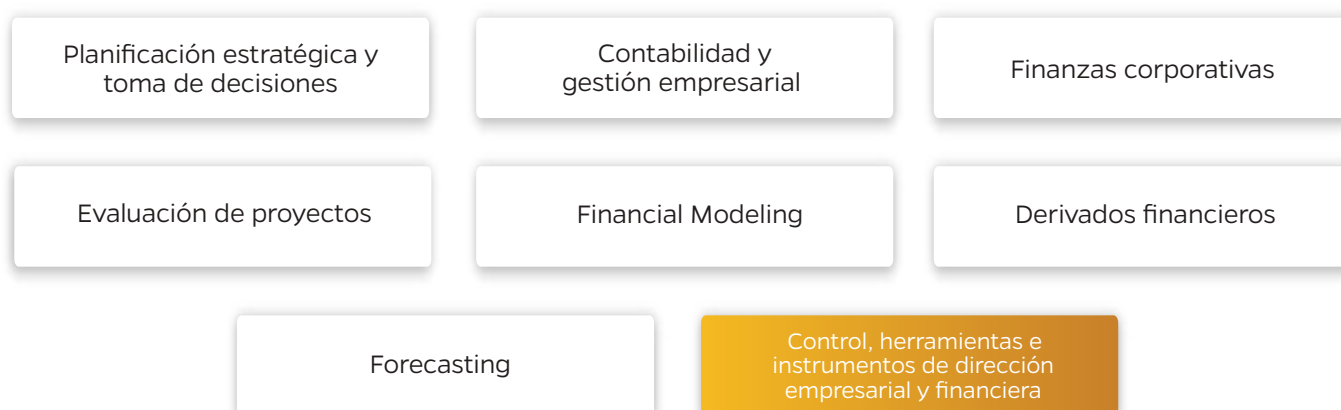 Planificación estratégica y
toma de decisiones
Contabilidad y
gestión empresarial
Finanzas corporativas
Evaluación de proyectos
Financial Modeling
Derivados financieros
Forecasting
Control, herramientas e
instrumentos de dirección
empresarial y financiera